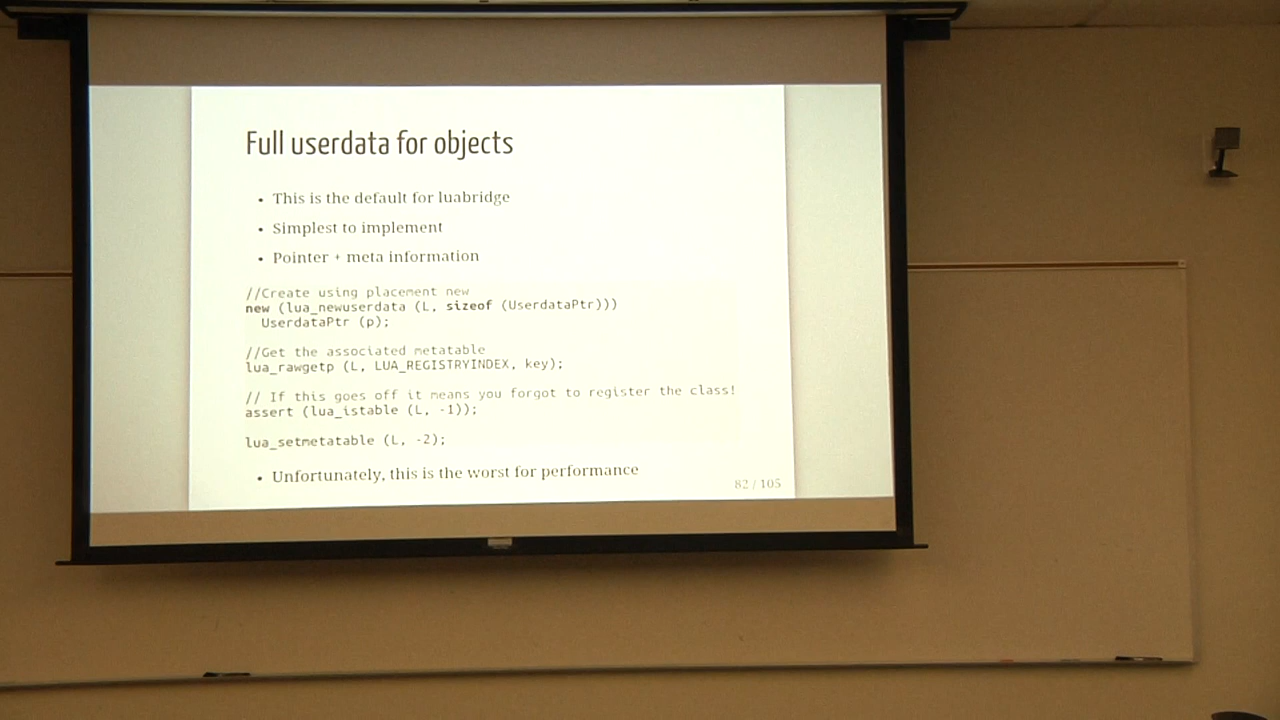 Full userdata for objects
• This is the default for luabridge
• Simplest to implement
• Pointer + meta information
//Create using placement new
new (lua_newuserdata (L, sizeof (UserdataPtr)))
  UserdataPtr (p);
//Get the associated metatable
lua_rawgetp (L, LUA_REGISTRYINDEX, key);
// If this goes off it means you forgot to register the class!
assert (lua_istable (L, -1));
lua_setmetatable (L, -2);
• Unfortunately, this is the worst for performance
82 / 105